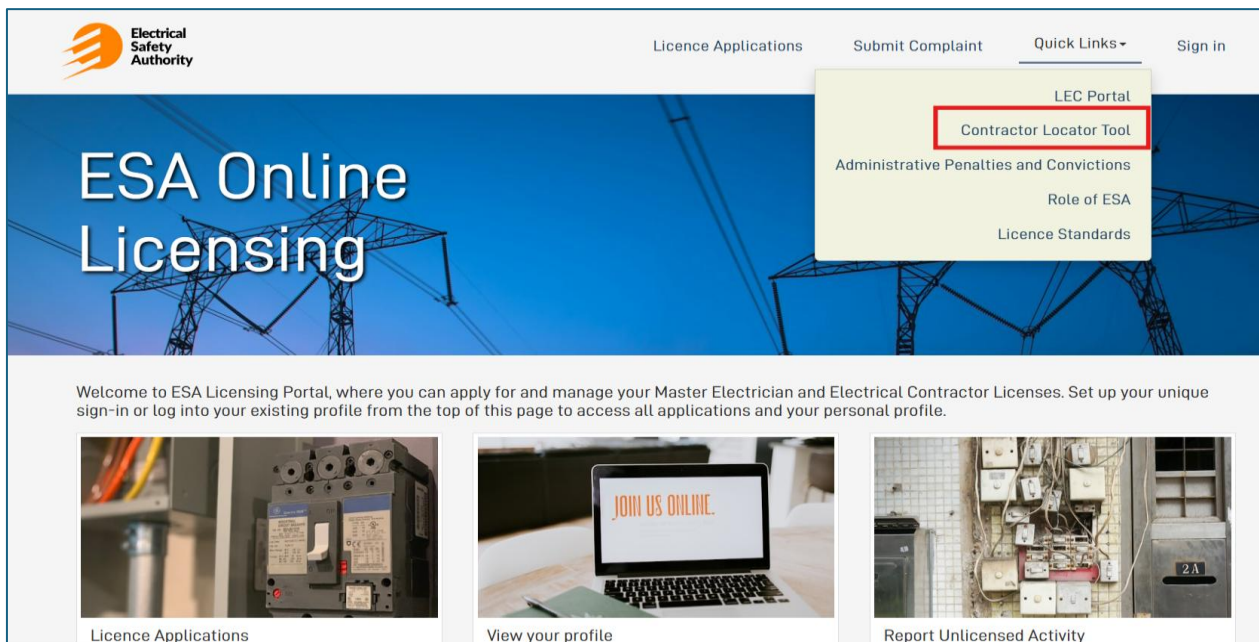 Electrical
Safety
Authority
Licence Applications
Submit Complaint
Quick Links
Sign in
LEC Portal
Contractor Locator Tool
Administrative Penalties and Convictions
Role of ESA
Licence Standards
ESA Online
Licensing
Welcome to ESA Licensing Portal, where you can apply for and manage your Master Electrician and Electrical Contractor Licenses. Set up your unique
sign-in or log into your existing profile from the top of this page to access all applications and your personal profile.
JOIN US ONLINE.
2A
Licence Applications
View your profile
Report Unlicensed Activity